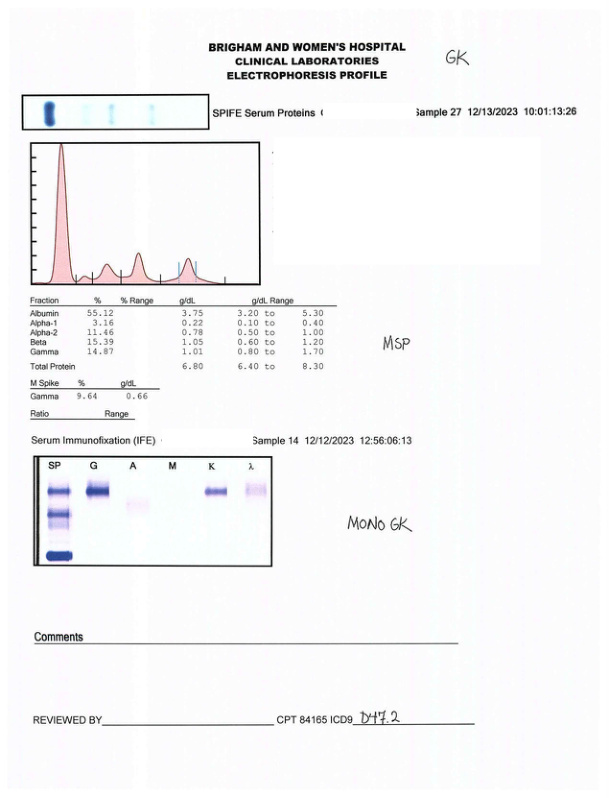 BRIGHAM AND WOMEN'S HOSPITAL
CLINICAL LABORATORIES
ELECTROPHORESIS PROFILE
GK
SPIFE Serum Proteins Sample 27 12/13/2023 10:01:13:26
Fraction % % Range g/dL g/dL Range
Albumin 55.12 3.75 3.20 to 5.30
Alpha-1 3.16 0.22 0.10 to 0.40
Alpha-2 11.46 0.78 0.50 to 1.00
Beta 15.39 1.05 0.60 to 1.20
Gamma 14.87 1.01 0.80 to 1.70
MSP
Total Protein 6.80 6.40 to 8.30
M Spike % g/dL
Gamma 9.64 0.66
Ratio Range
Serum Immunofixation (IFE) Sample 14 12/12/2023 12:56:06:13
SP G A M K λ
MONO GK
Comments
REVIEWED BY CPT 84165 ICD9 D47.2